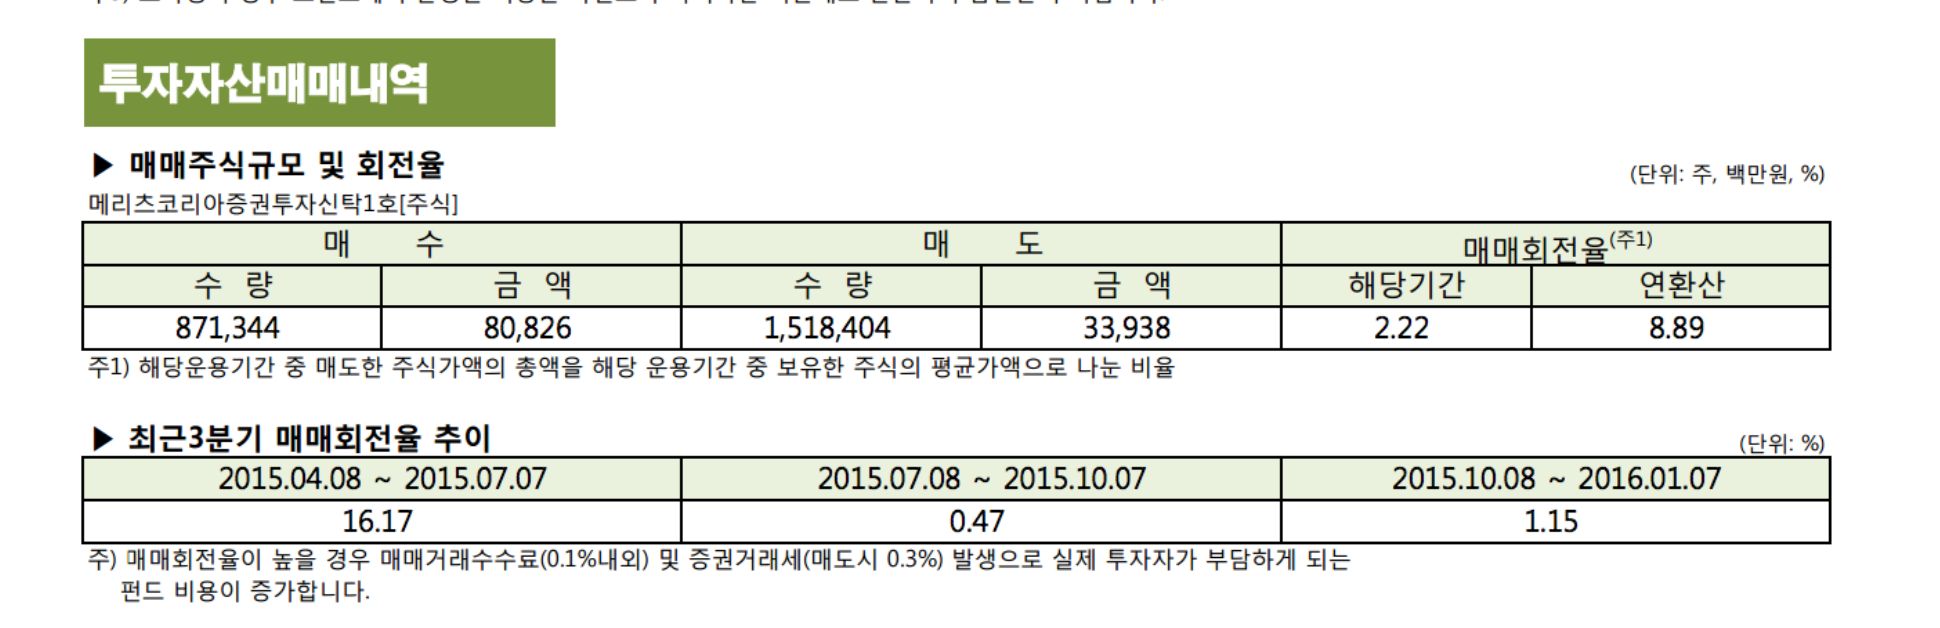 투자자산매매내역
▶ 매매주식규모 및 회전율
(단위: 주, 백만원, %)
메리츠코리아증권투자신탁1호[주식]
매 수 매 도 매매회전율(주1)
수 량 금 액 수 량 금 액 해당기간 연환산
871,344 80,826 1,518,404 33,938 2.22 8.89
주1) 해당운용기간 중 매도한 주식가액의 총액을 해당 운용기간 중 보유한 주식의 평균가액으로 나눈 비율
▶ 최근3분기 매매회전율 추이
(단위: %)
2015.04.08 ~ 2015.07.07 2015.07.08 ~ 2015.10.07 2015.10.08 ~ 2016.01.07
16.17 0.47 1.15
주) 매매회전율이 높을 경우 매매거래수수료(0.1%내외) 및 증권거래세(매도시 0.3%) 발생으로 실제 투자자가 부담하게 되는
펀드 비용이 증가합니다.